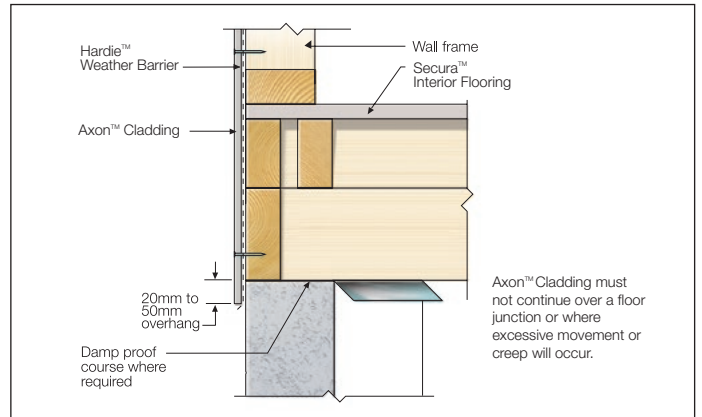 Hardie™
Weather Barrier
Wall frame
Secura™
Interior Flooring
Axon™ Cladding
20mm to
50mm
overhang
Damp proof
course where
required
Axon™ Cladding must
not continue over a floor
junction or where
excessive movement or
creep will occur.